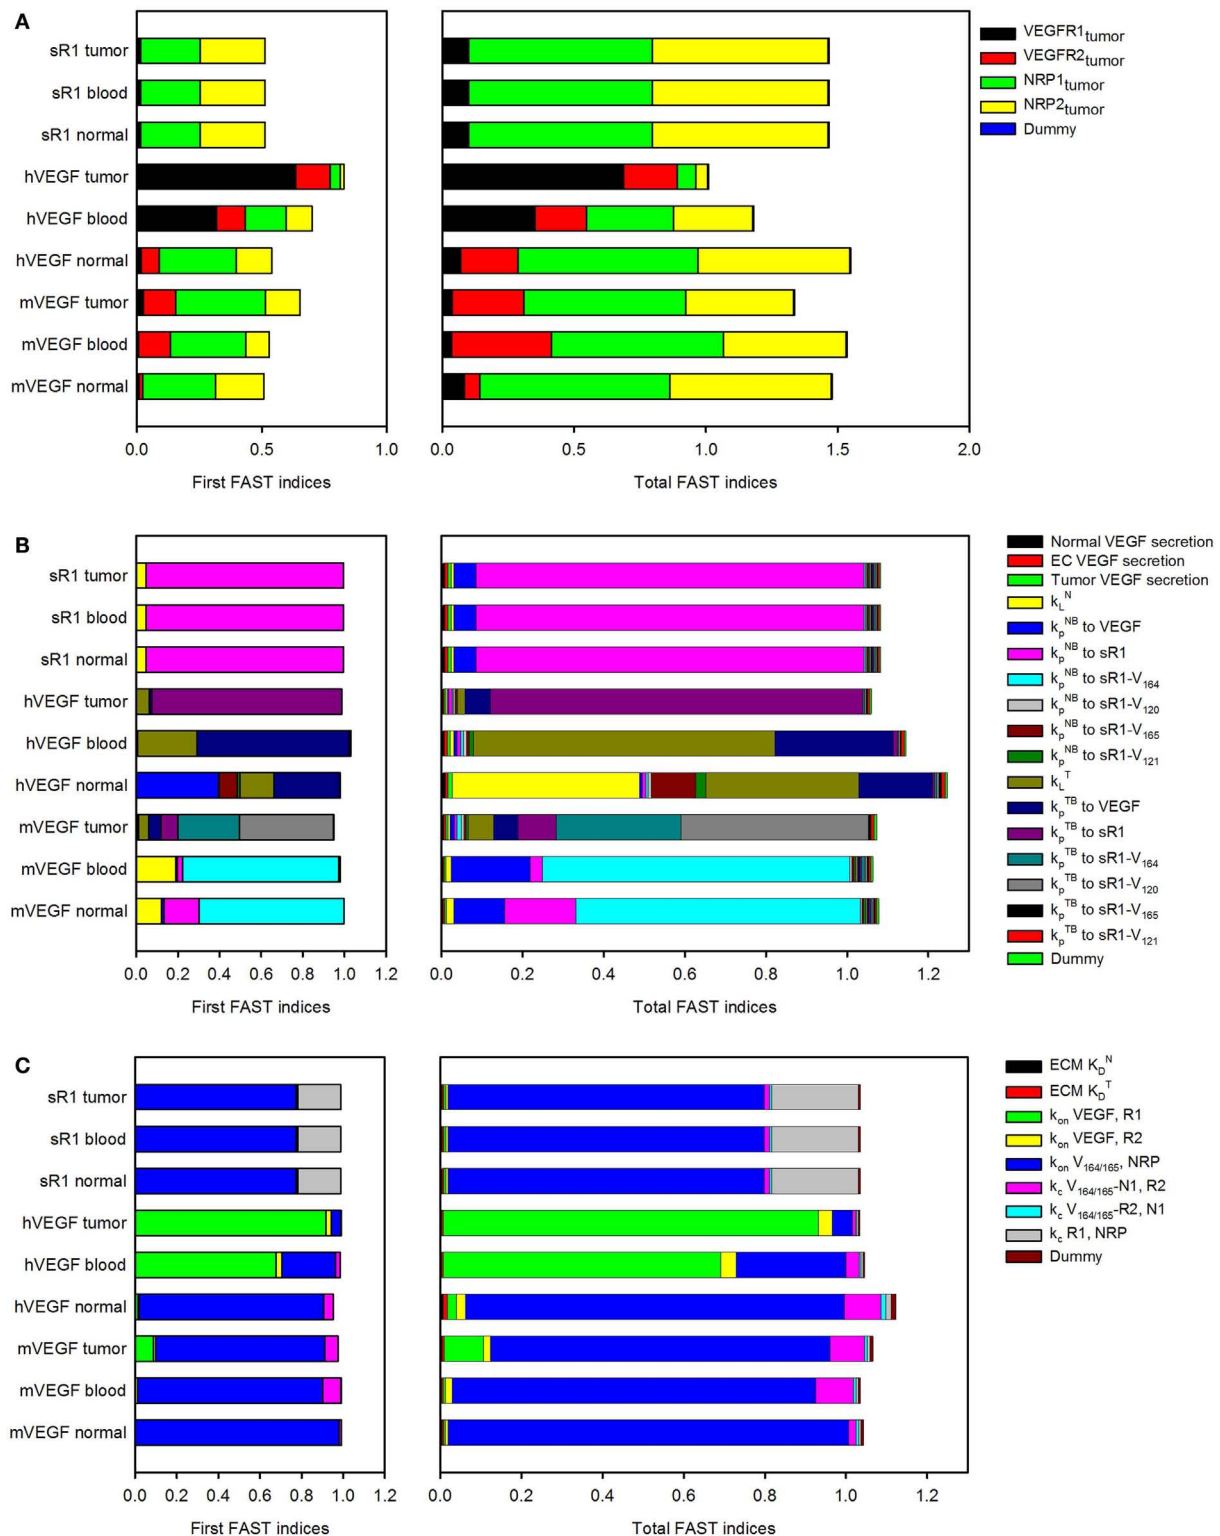 A
sR1 tumor
sR1 blood
sR1 normal
hVEGF tumor
hVEGF blood
hVEGF normal
mVEGF tumor
mVEGF blood
mVEGF normal
0.0 0.5 1.0
First FAST indices
0.0 0.5 1.0 1.5 2.0
Total FAST indices
VEGFR1tumor
VEGFR2tumor
NRP1tumor
NRP2tumor
Dummy
B
sR1 tumor
sR1 blood
sR1 normal
hVEGF tumor
hVEGF blood
hVEGF normal
mVEGF tumor
mVEGF blood
mVEGF normal
0.0 0.2 0.4 0.6 0.8 1.0 1.2
First FAST indices
0.0 0.2 0.4 0.6 0.8 1.0 1.2
Total FAST indices
Normal VEGF secretion
EC VEGF secretion
Tumor VEGF secretion
kLN
kpNB to VEGF
kpNB to sR1
kpNB to sR1-V164
kpNB to sR1-V120
kpNB to sR1-V165
kpNB to sR1-V121
kLT
kpTB to VEGF
kpTB to sR1
kpTB to sR1-V164
kpTB to sR1-V120
kpTB to sR1-V165
kpTB to sR1-V121
Dummy
C
sR1 tumor
sR1 blood
sR1 normal
hVEGF tumor
hVEGF blood
hVEGF normal
mVEGF tumor
mVEGF blood
mVEGF normal
0.0 0.2 0.4 0.6 0.8 1.0 1.2
First FAST indices
0.0 0.2 0.4 0.6 0.8 1.0 1.2
Total FAST indices
ECM KDN
ECM KDT
kon VEGF, R1
kon VEGF, R2
kon V164/165, NRP
kc V164/165-N1, R2
kc V164/165-R2, N1
kc R1, NRP
Dummy